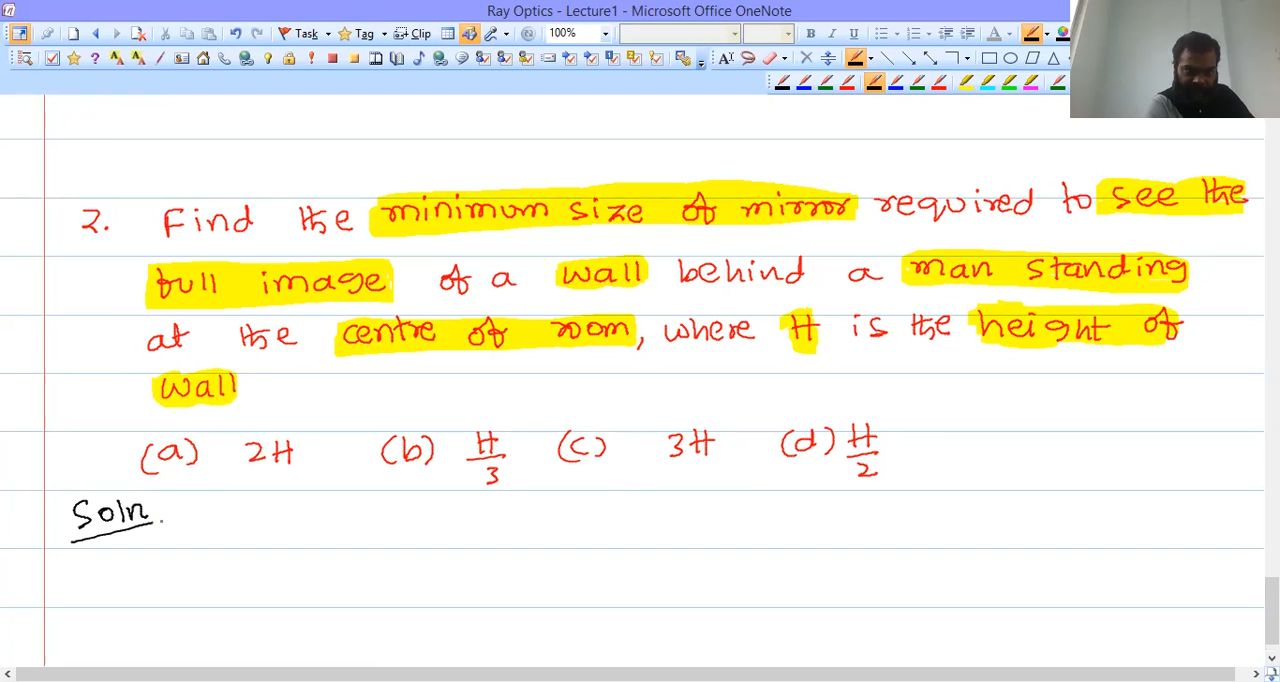 Ray Optics - Lecture1 - Microsoft Office OneNote
Task Tag Clip 100% B I U
2. Find the minimum size of mirror required to see the
full image of a wall behind a man standing
at the centre of room, where H is the height of
wall
(a) 2H (b) H/3 (c) 3H (d) H/2
Soln.